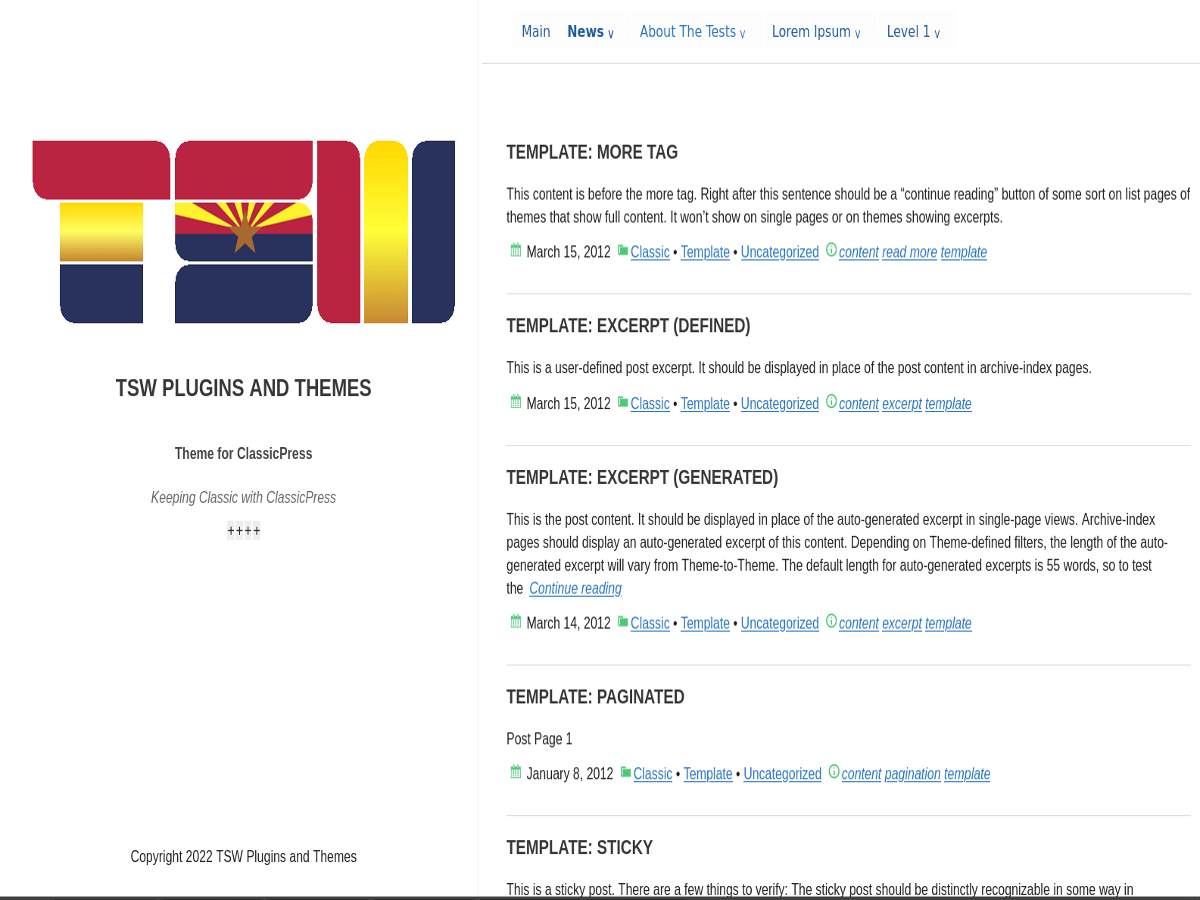 Main News v About The Tests v Lorem Ipsum v Level 1 v
TSW
TSW PLUGINS AND THEMES
Theme for ClassicPress
Keeping Classic with ClassicPress
++++
Copyright 2022 TSW Plugins and Themes
TEMPLATE: MORE TAG
This content is before the more tag. Right after this sentence should be a “continue reading” button of some sort on list pages of
themes that show full content. It won’t show on single pages or on themes showing excerpts.
March 15, 2012 Classic • Template • Uncategorized content read more template
TEMPLATE: EXCERPT (DEFINED)
This is a user-defined post excerpt. It should be displayed in place of the post content in archive-index pages.
March 15, 2012 Classic • Template • Uncategorized content excerpt template
TEMPLATE: EXCERPT (GENERATED)
This is the post content. It should be displayed in place of the auto-generated excerpt in single-page views. Archive-index
pages should display an auto-generated excerpt of this content. Depending on Theme-defined filters, the length of the auto-
generated excerpt will vary from Theme-to-Theme. The default length for auto-generated excerpts is 55 words, so to test
the Continue reading
March 14, 2012 Classic • Template • Uncategorized content excerpt template
TEMPLATE: PAGINATED
Post Page 1
January 8, 2012 Classic • Template • Uncategorized content pagination template
TEMPLATE: STICKY
This is a sticky post. There are a few things to verify: The sticky post should be distinctly recognizable in some way in